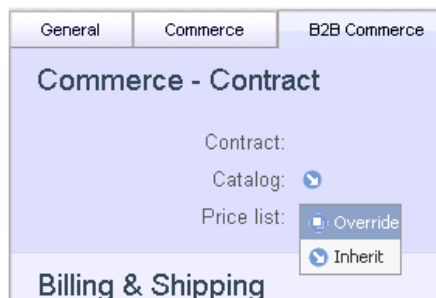 General Commerce B2B Commerce
Commerce - Contract
Contract:
Catalog:
Price list:
Override
Inherit
Billing & Shipping